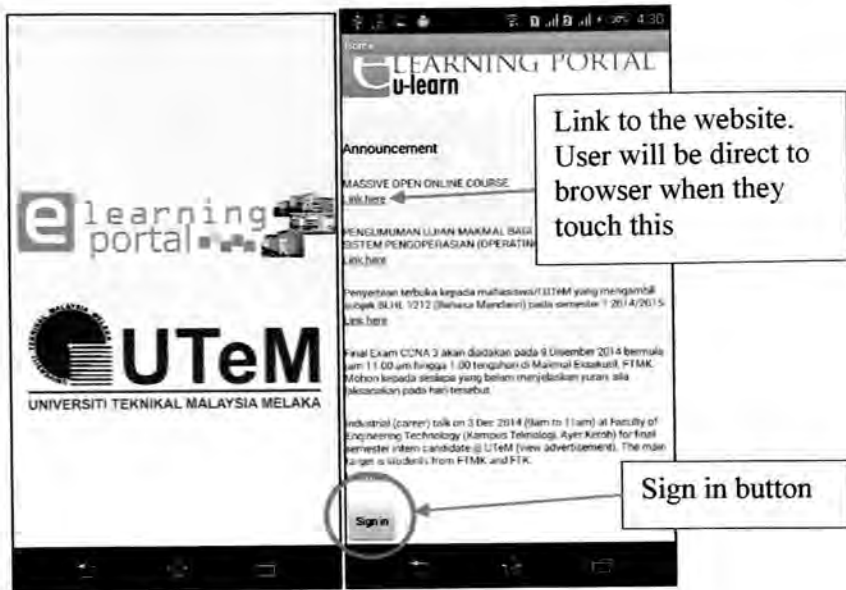 e learning
portal
UTeM
UNIVERSITI TEKNIKAL MALAYSIA MELAKA
4:30
Home
eLEARNING PORTAL
u-learn
Announcement
MASSIVE OPEN ONLINE COURSE
Link here
PENGUMUMAN UJIAN MAKMAL BAGI
SISTEM PENGOPERASIAN (OPERATING
Link here
Penyertaan terbuka kepada mahasiswa/i UTeM yang mengambil
subjek BLHL 1212 (Bahasa Mandarin) pada semester 1 2014/2015
Link here
Final Exam CCNA 3 akan diadakan pada 9 Disember 2014 bermula
jam 11.00 am hingga 1.00 tengahari di Makmal Eksekutif, FTMK.
Mohon kepada sesiapa yang belum menjelaskan yuran, sila
laksanakan pada hari tersebut
Industrial (career) talk on 3 Dec 2014 (9am to 11am) at Faculty of
Engineering Technology (Kampus Teknologi, Ayer Keroh) for final
semester intern candidate @ UTeM (view advertisement). The main
target is students from FTMK and FTK.
Sign in
Link to the website.
User will be direct to
browser when they
touch this
Sign in button